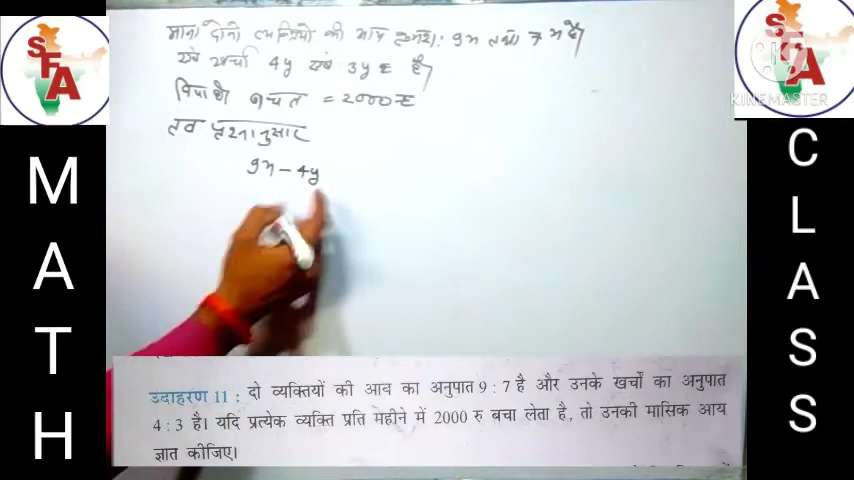 माना दोनो व्यक्तियों की आय क्रमश: 9x तथा 7x है।
एवं खर्चा 4y एवं 3y ₹ है।
दिया है बचत = 2000 ₹
तब प्रश्नानुसार
9x - 4y
उदाहरण 11 : दो व्यक्तियों की आय का अनुपात 9 : 7 है और उनके खर्चों का अनुपात
4 : 3 है। यदि प्रत्येक व्यक्ति प्रति महीने में 2000 रु बचा लेता है, तो उनकी मासिक आय
ज्ञात कीजिए।
MATH
CLASS
SFA
SFA
KINEMASTER